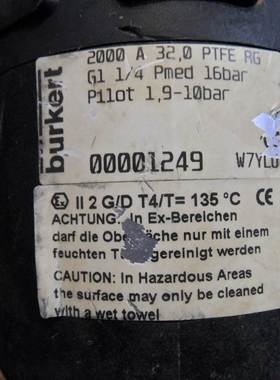 burkert
2000 A 32,0 PTFE RG
G1 1/4 Pmed 16bar
Pilot 1,9-10bar
00001249 W7YLU
Ex II 2 G/D T4/T= 135 °C
ACHTUNG: In Ex-Bereichen
darf die Oberfläche nur mit einem
feuchten gereinigt werden
CAUTION: In Hazardous Areas
the surface may only be cleaned
with a wet towel